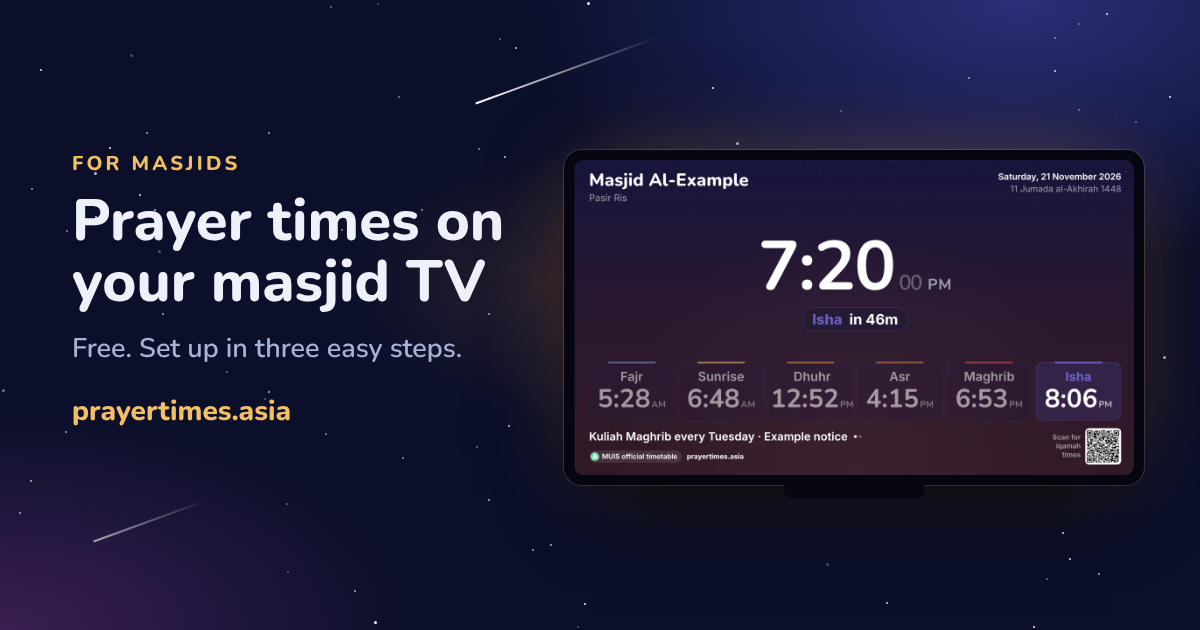 FOR MASJIDS
Prayer times on
your masjid TV
Free. Set up in three easy steps.
prayertimes.asia
Masjid Al-Example
Pasir Ris
Saturday, 21 November 2026
11 Jumada al-Akhirah 1448
7:20 00 PM
Isha in 46m
Fajr Sunrise Dhuhr Asr Maghrib Isha
5:28 AM 6:48 AM 12:52 PM 4:15 PM 6:53 PM 8:06 PM
Kuliah Maghrib every Tuesday · Example notice
MUIS official timetable prayertimes.asia
Scan for
iqamah
times